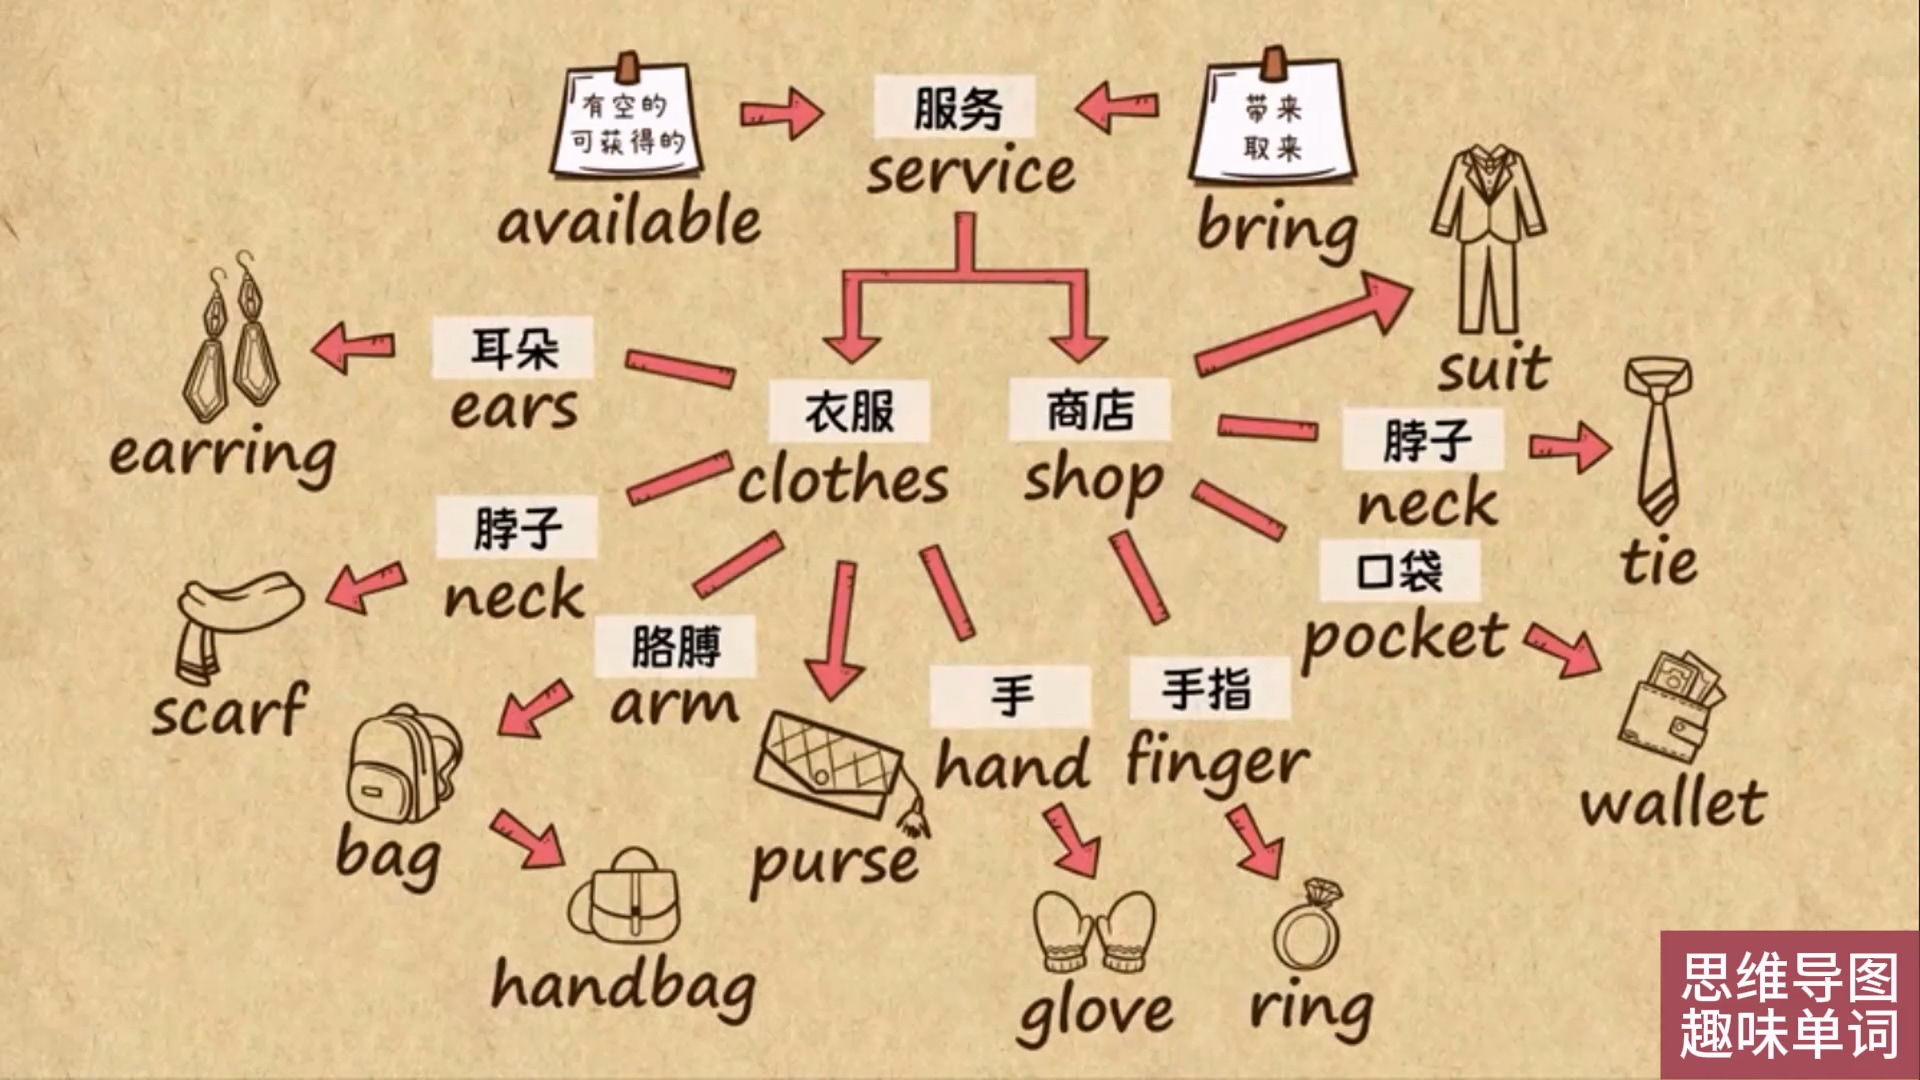 有空的
可获得的
available
服务
service
带来
取来
bring
suit
耳朵
ears
earring
衣服
clothes
商店
shop
脖子
neck
tie
脖子
neck
scarf
胳膊
arm
bag
handbag
purse
手
hand
glove
手指
finger
ring
口袋
pocket
wallet
思维导图
趣味单词